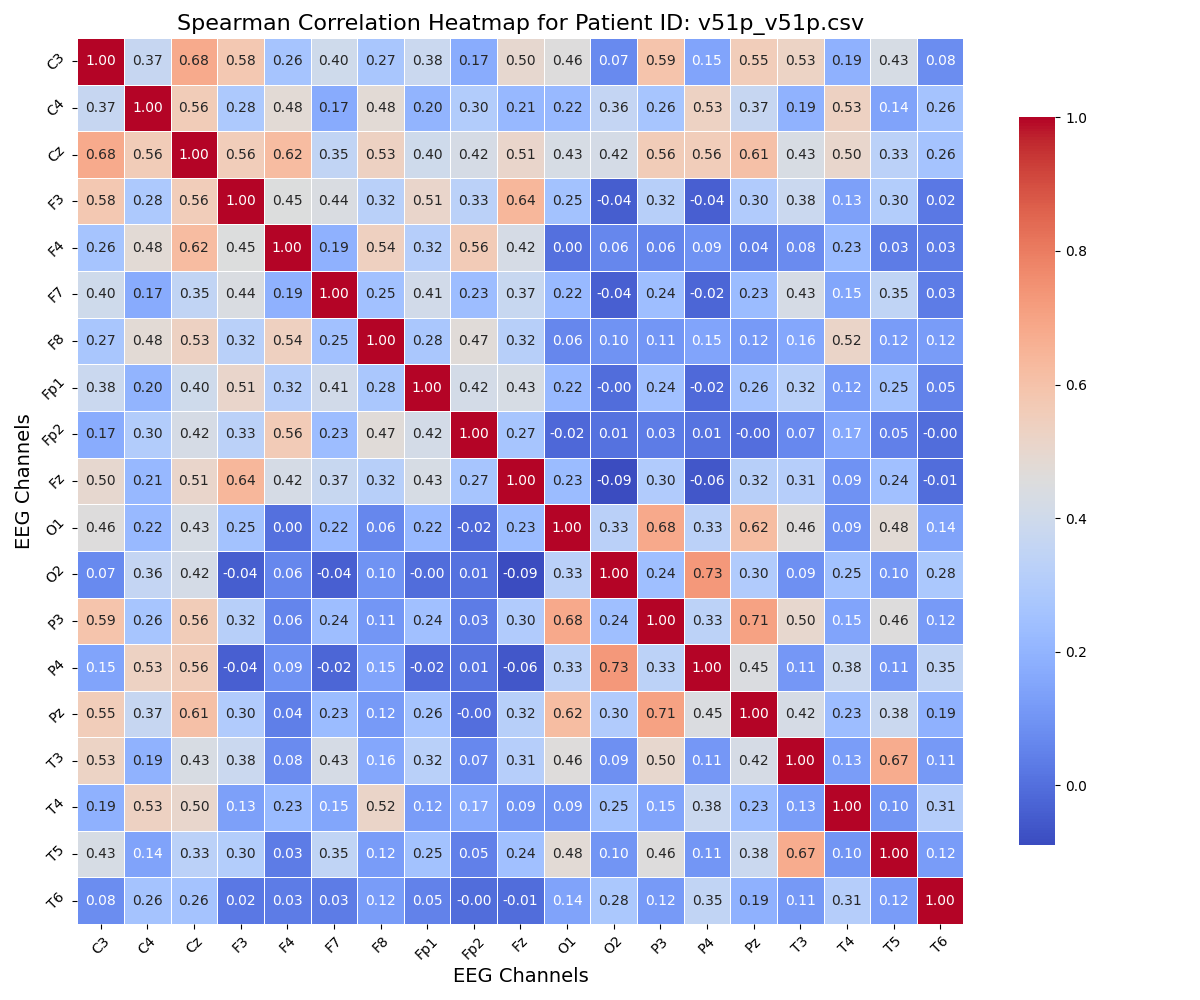 Spearman Correlation Heatmap for Patient ID: v51p_v51p.csv
EEG Channels
C3 1.00 0.37 0.68 0.58 0.26 0.40 0.27 0.38 0.17 0.50 0.46 0.07 0.59 0.15 0.55 0.53 0.19 0.43 0.08
C4 0.37 1.00 0.56 0.28 0.48 0.17 0.48 0.20 0.30 0.21 0.22 0.36 0.26 0.53 0.37 0.19 0.53 0.14 0.26
Cz 0.68 0.56 1.00 0.56 0.62 0.35 0.53 0.40 0.42 0.51 0.43 0.42 0.56 0.56 0.61 0.43 0.50 0.33 0.26
F3 0.58 0.28 0.56 1.00 0.45 0.44 0.32 0.51 0.33 0.64 0.25 -0.04 0.32 -0.04 0.30 0.38 0.13 0.30 0.02
F4 0.26 0.48 0.62 0.45 1.00 0.19 0.54 0.32 0.56 0.42 0.00 0.06 0.06 0.09 0.04 0.08 0.23 0.03 0.03
F7 0.40 0.17 0.35 0.44 0.19 1.00 0.25 0.41 0.23 0.37 0.22 -0.04 0.24 -0.02 0.23 0.43 0.15 0.35 0.03
F8 0.27 0.48 0.53 0.32 0.54 0.25 1.00 0.28 0.47 0.32 0.06 0.10 0.11 0.15 0.12 0.16 0.52 0.12 0.12
Fp1 0.38 0.20 0.40 0.51 0.32 0.41 0.28 1.00 0.42 0.43 0.22 -0.00 0.24 -0.02 0.26 0.32 0.12 0.25 0.05
Fp2 0.17 0.30 0.42 0.33 0.56 0.23 0.47 0.42 1.00 0.27 -0.02 0.01 0.03 0.01 -0.00 0.07 0.17 0.05 -0.00
Fz 0.50 0.21 0.51 0.64 0.42 0.37 0.32 0.43 0.27 1.00 0.23 -0.09 0.30 -0.06 0.32 0.31 0.09 0.24 -0.01
O1 0.46 0.22 0.43 0.25 0.00 0.22 0.06 0.22 -0.02 0.23 1.00 0.33 0.68 0.33 0.62 0.46 0.09 0.48 0.14
O2 0.07 0.36 0.42 -0.04 0.06 -0.04 0.10 -0.00 0.01 -0.09 0.33 1.00 0.24 0.73 0.30 0.09 0.25 0.10 0.28
P3 0.59 0.26 0.56 0.32 0.06 0.24 0.11 0.24 0.03 0.30 0.68 0.24 1.00 0.33 0.71 0.50 0.15 0.46 0.12
P4 0.15 0.53 0.56 -0.04 0.09 -0.02 0.15 -0.02 0.01 -0.06 0.33 0.73 0.33 1.00 0.45 0.11 0.38 0.11 0.35
Pz 0.55 0.37 0.61 0.30 0.04 0.23 0.12 0.26 -0.00 0.32 0.62 0.30 0.71 0.45 1.00 0.42 0.23 0.38 0.19
T3 0.53 0.19 0.43 0.38 0.08 0.43 0.16 0.32 0.07 0.31 0.46 0.09 0.50 0.11 0.42 1.00 0.13 0.67 0.11
T4 0.19 0.53 0.50 0.13 0.23 0.15 0.52 0.12 0.17 0.09 0.09 0.25 0.15 0.38 0.23 0.13 1.00 0.10 0.31
T5 0.43 0.14 0.33 0.30 0.03 0.35 0.12 0.25 0.05 0.24 0.48 0.10 0.46 0.11 0.38 0.67 0.10 1.00 0.12
T6 0.08 0.26 0.26 0.02 0.03 0.03 0.12 0.05 -0.00 -0.01 0.14 0.28 0.12 0.35 0.19 0.11 0.31 0.12 1.00
C3 C4 Cz F3 F4 F7 F8 Fp1 Fp2 Fz O1 O2 P3 P4 Pz T3 T4 T5 T6
EEG Channels
1.0
0.8
0.6
0.4
0.2
0.0